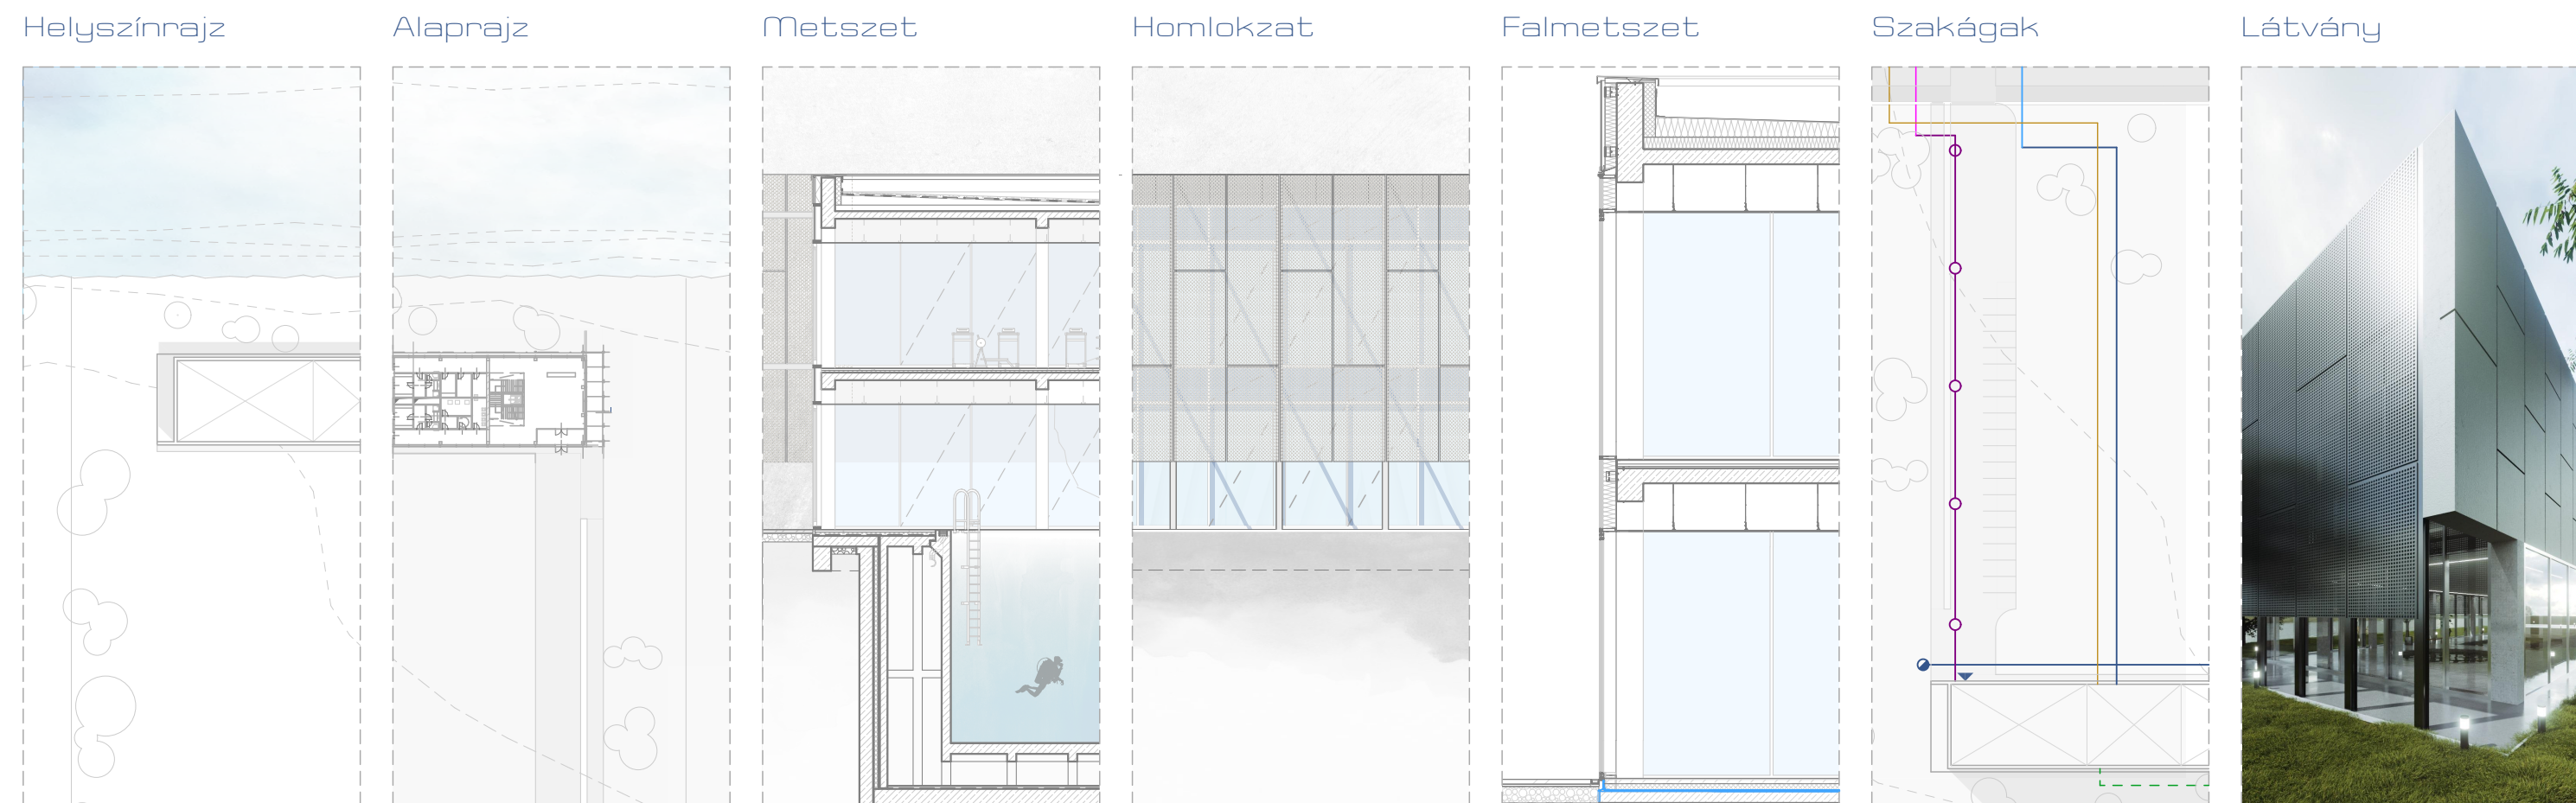 Helyszínrajz
Alaprajz
Metszet
Homlokzat
Falmetszet
Szakágak
Látvány